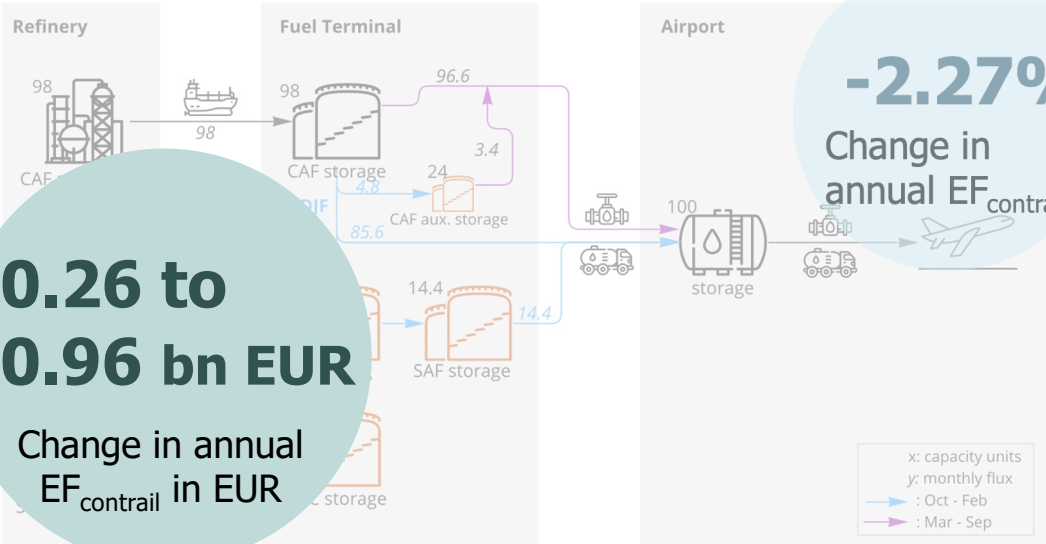 Refinery
Fuel Terminal
Airport
98
98
98
CAF
CAF storage
96.6
3.4
24
4.8
CAF aux. storage
85.6
14.4
SAF storage
14.4
storage
100
storage
-2.27%
Change in
annual EF
0.26 to
0.96 bn EUR
Change in annual
EFcontrail in EUR
x: capacity units
y: monthly flux
: Oct - Feb
: Mar - Sep